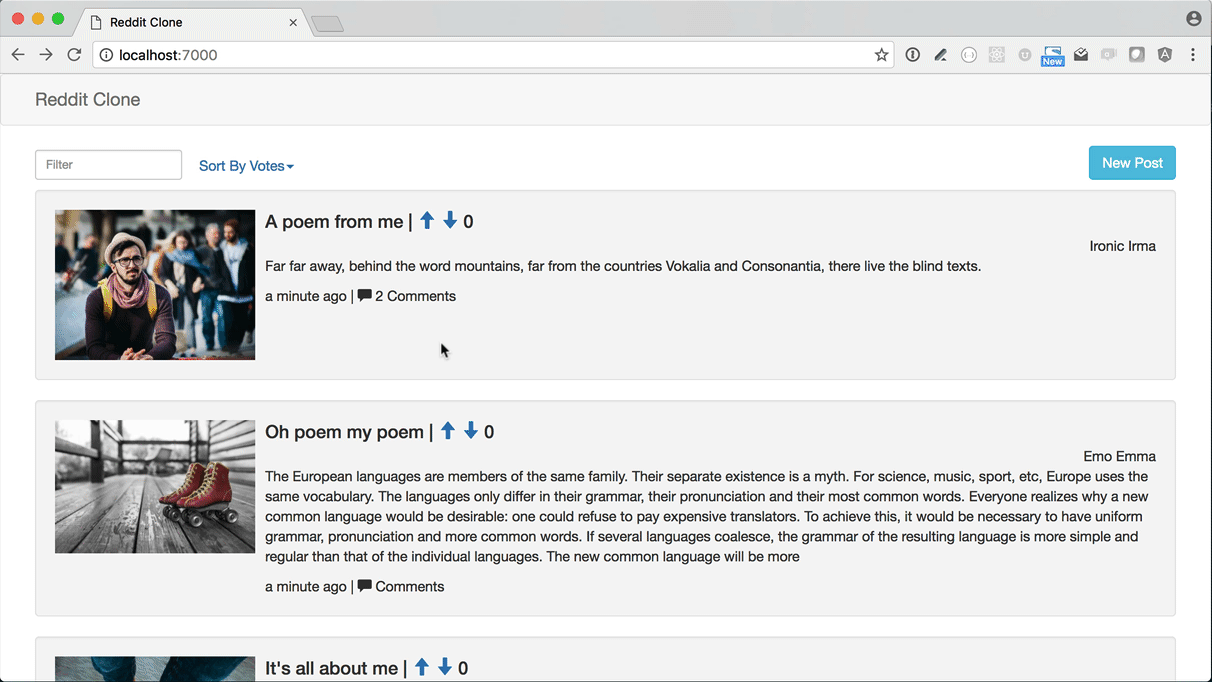 Reddit Clone
localhost:7000
New
Reddit Clone
Filter
Sort By Votes
New Post
A poem from me | 0
Ironic Irma
Far far away, behind the word mountains, far from the countries Vokalia and Consonantia, there live the blind texts.
a minute ago | 2 Comments
Oh poem my poem | 0
Emo Emma
The European languages are members of the same family. Their separate existence is a myth. For science, music, sport, etc, Europe uses the
same vocabulary. The languages only differ in their grammar, their pronunciation and their most common words. Everyone realizes why a new
common language would be desirable: one could refuse to pay expensive translators. To achieve this, it would be necessary to have uniform
grammar, pronunciation and more common words. If several languages coalesce, the grammar of the resulting language is more simple and
regular than that of the individual languages. The new common language will be more
a minute ago | Comments
It's all about me | 0